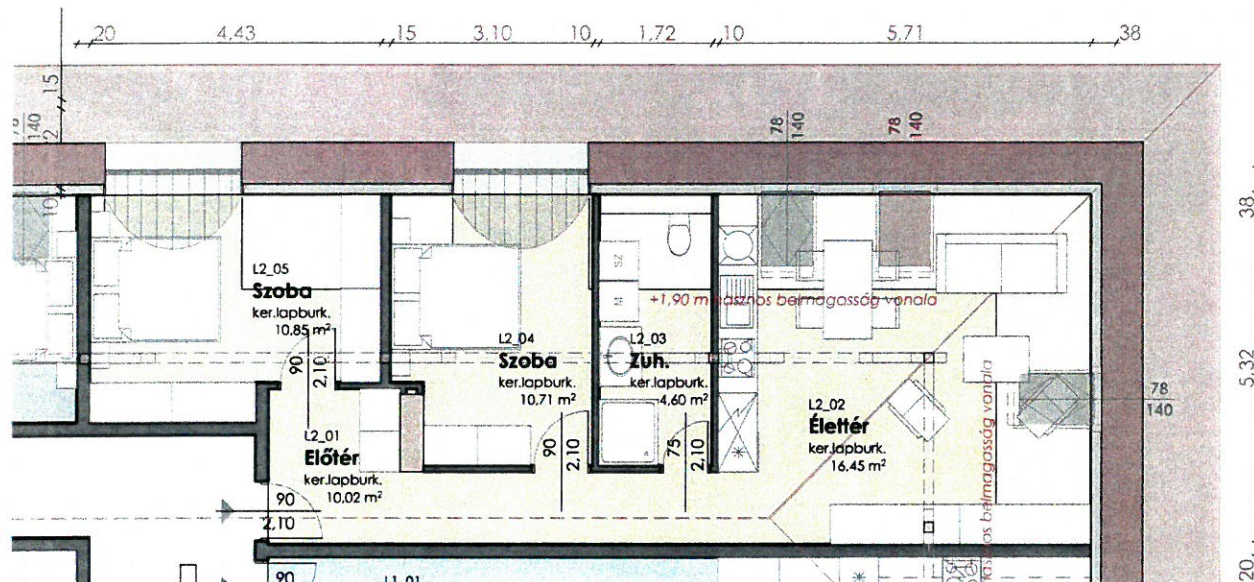 20 4,43 15 3.10 10 1,72 10 5,71 38
15
78
140
78
140
78
140
10
38
L2_05
Szoba
ker.lapburk.
10.85 m²
SZ
M
+1,90 m hasznos belmagasság vonala
L2_04
Szoba
ker.lapburk.
10,71 m²
L2_03
Zuh.
ker.lapburk.
4,60 m²
90
2,10
5,32
78
140
L2_02
Élettér
ker.lapburk.
16.45 m²
L2_01
Előtér
ker.lapburk.
10,02 m²
90
2,10
75
2,10
90
2,10
hasznos belmagasság vonala
90
L1_01
20